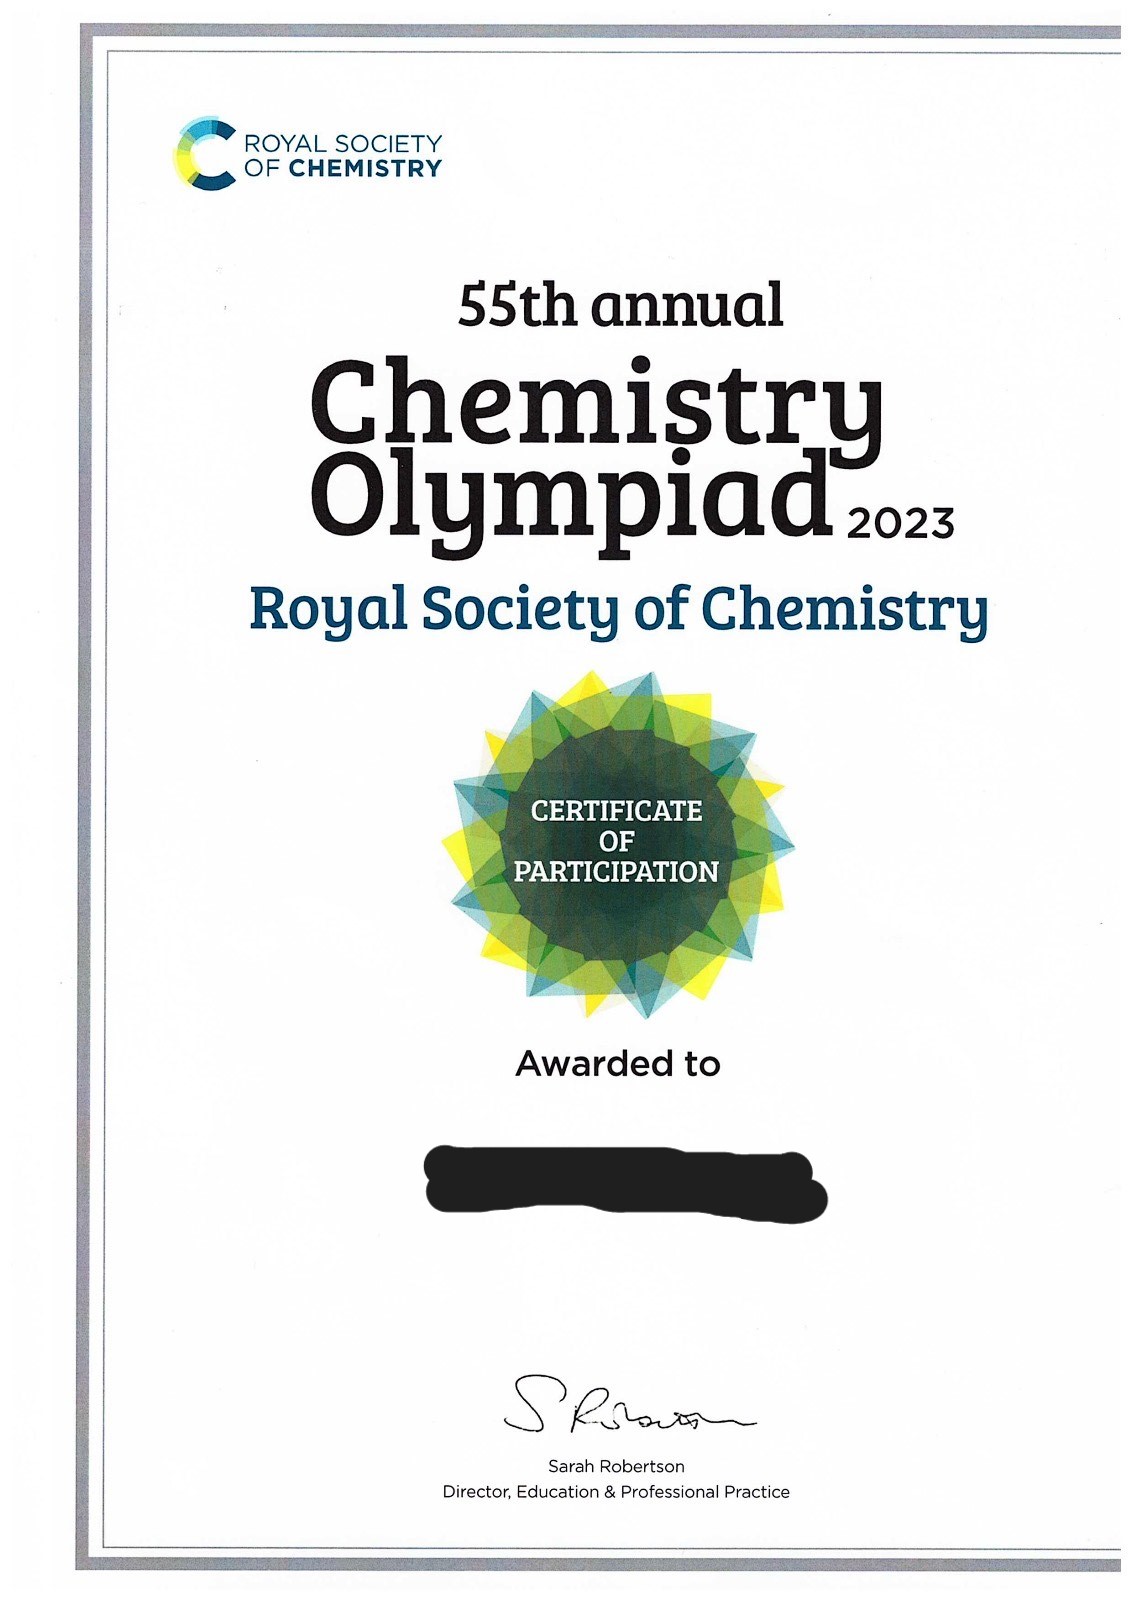 ROYAL SOCIETY
OF CHEMISTRY
55th annual
Chemistry
Olympiad 2023
Royal Society of Chemistry
CERTIFICATE
OF
PARTICIPATION
Awarded to
S Robertson
Sarah Robertson
Director, Education & Professional Practice